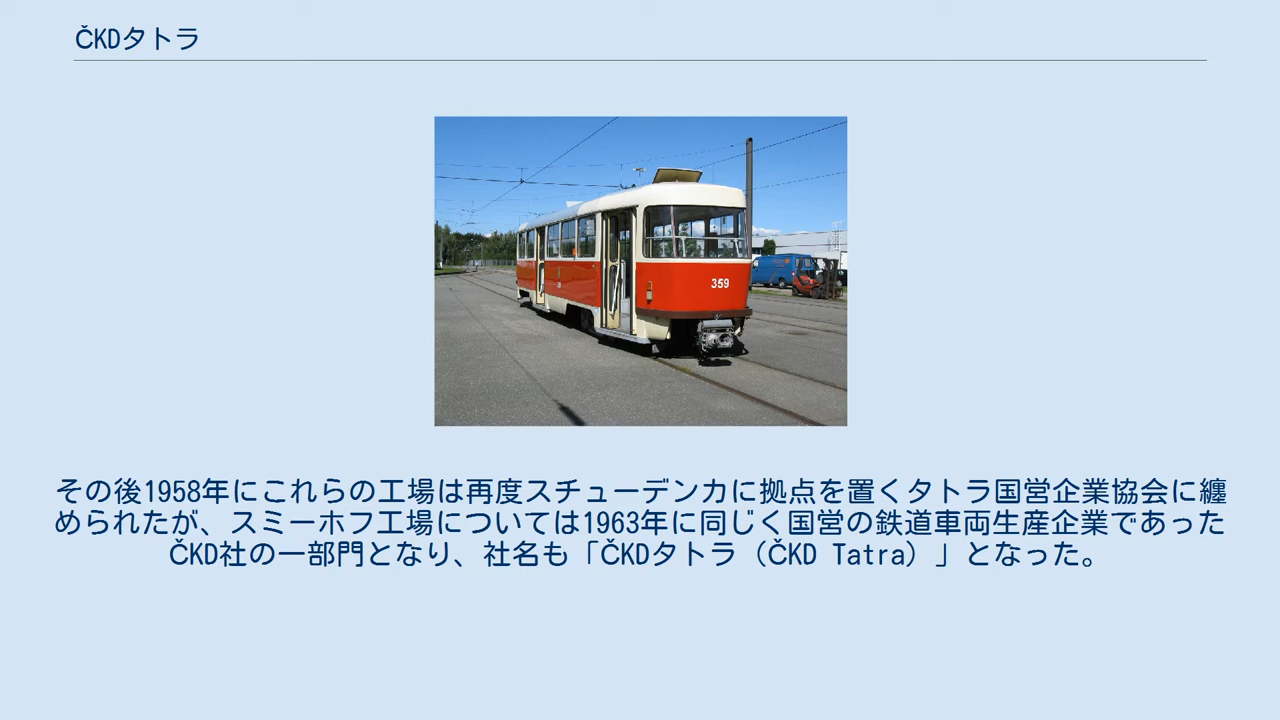 ČKDタトラ
359
その後1958年にこれらの工場は再度スチューデンカに拠点を置くタトラ国営企業協会に纏
められたが、スミーホフ工場については1963年に同じく国営の鉄道車両生産企業であった
ČKD社の一部門となり、社名も「ČKDタトラ（ČKD Tatra）」となった。